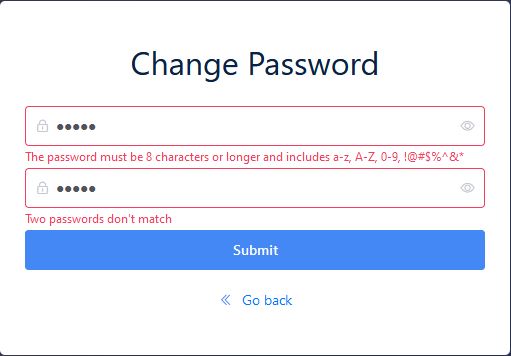 Change Password
•••••
The password must be 8 characters or longer and includes a-z, A-Z, 0-9, !@#$%^&*
•••••
Two passwords don't match
Submit
Go back